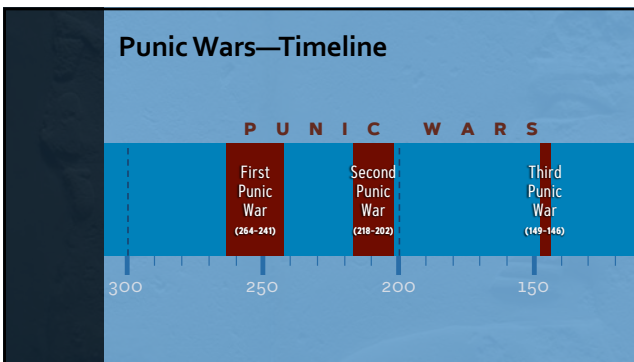 Punic Wars—Timeline
PUNIC WARS
First
Punic
War
(264-241)
Second
Punic
War
(218-202)
Third
Punic
War
(149-146)
300 250 200 150